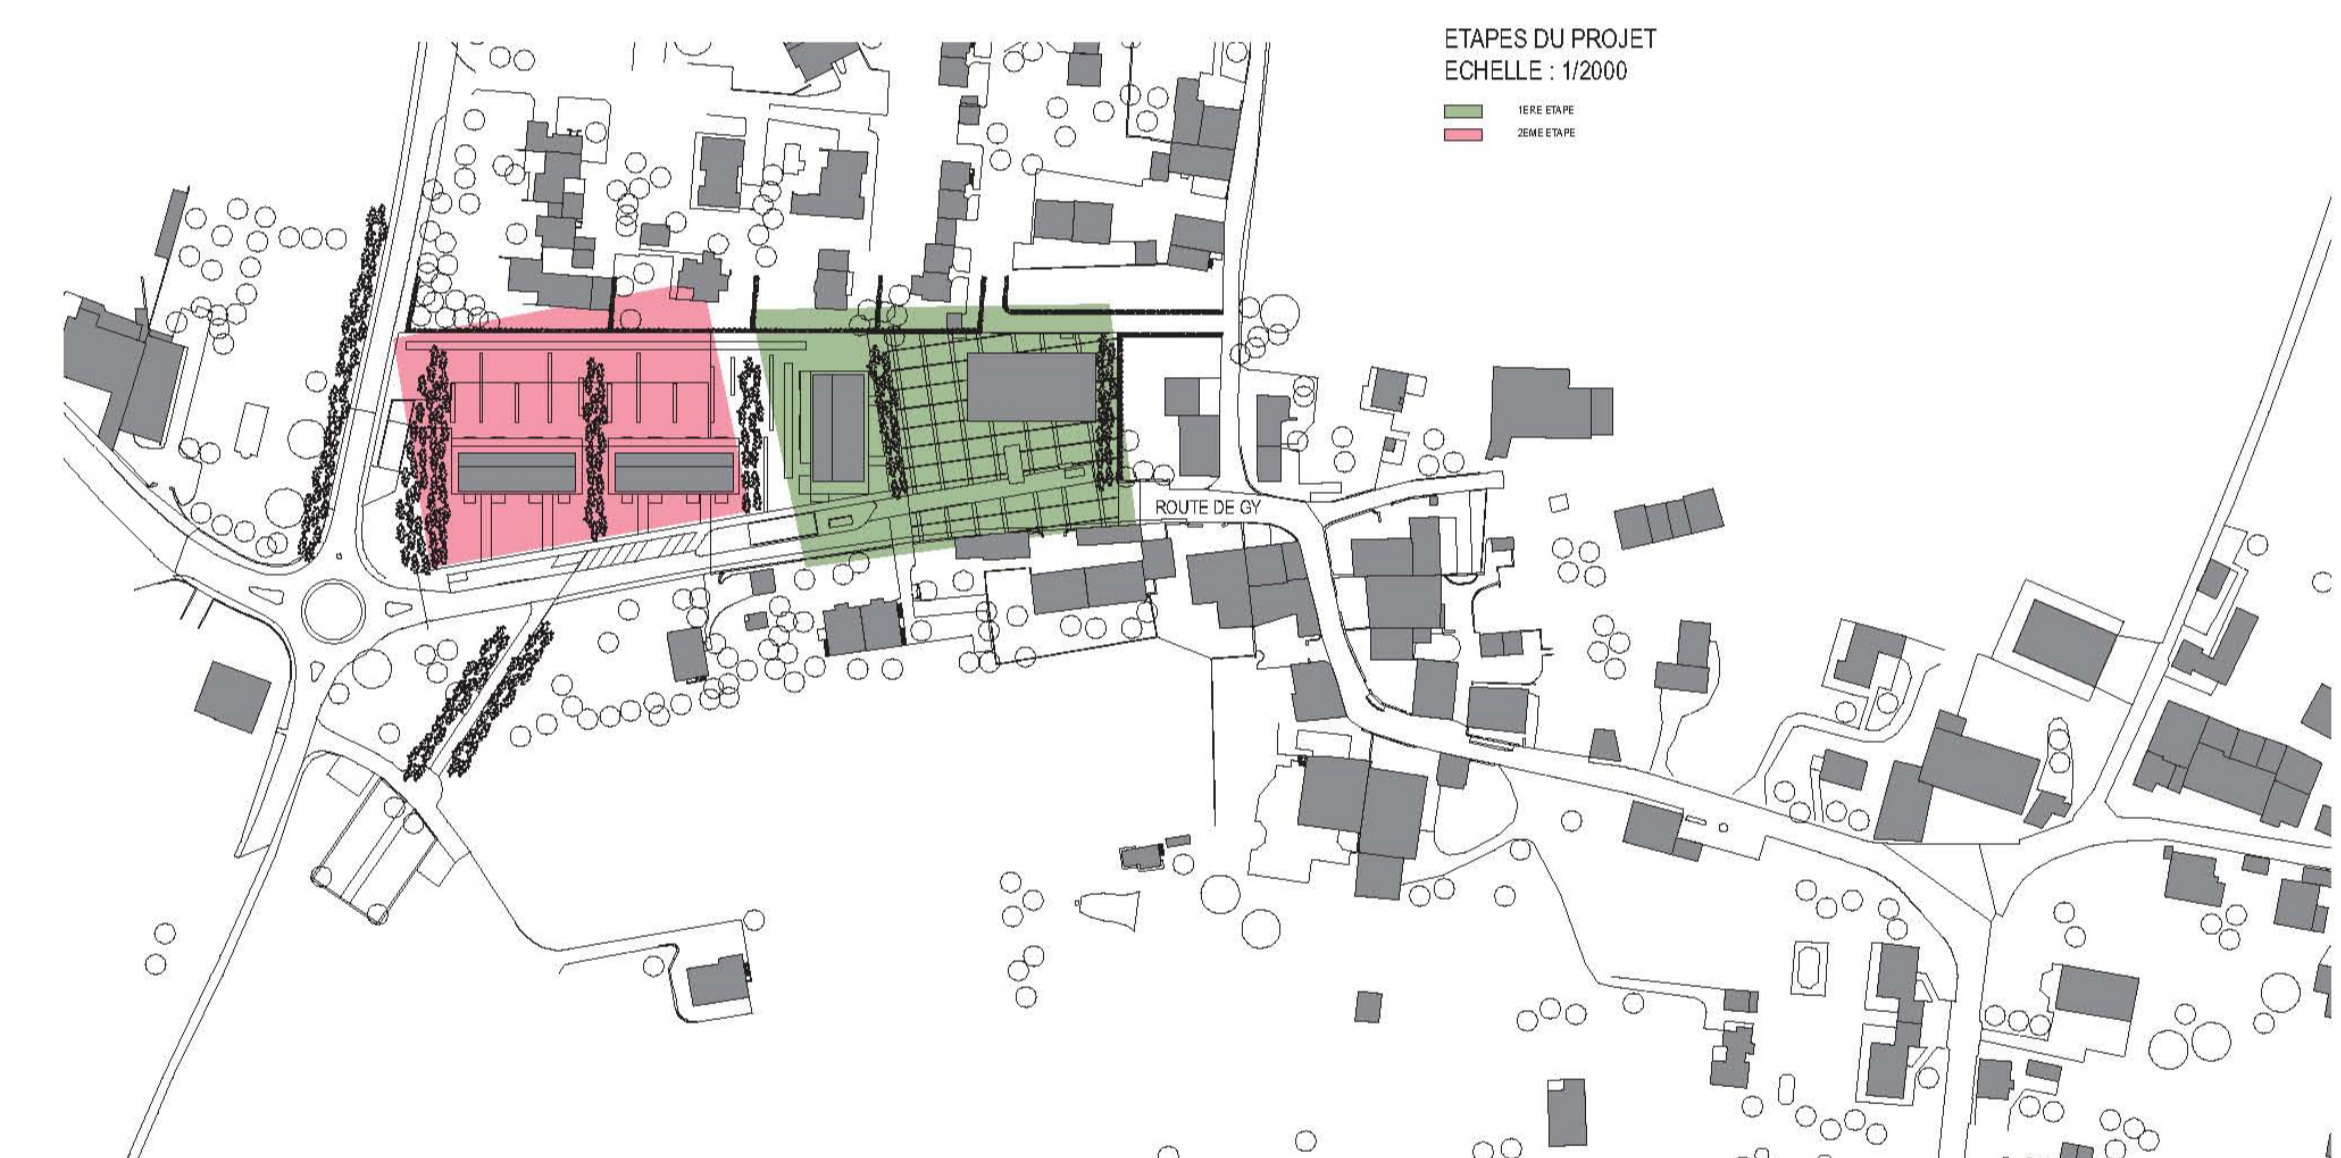 ETAPES DU PROJET
ECHELLE : 1/2000
1ERE ETAPE
2EME ETAPE
ROUTE DE GY